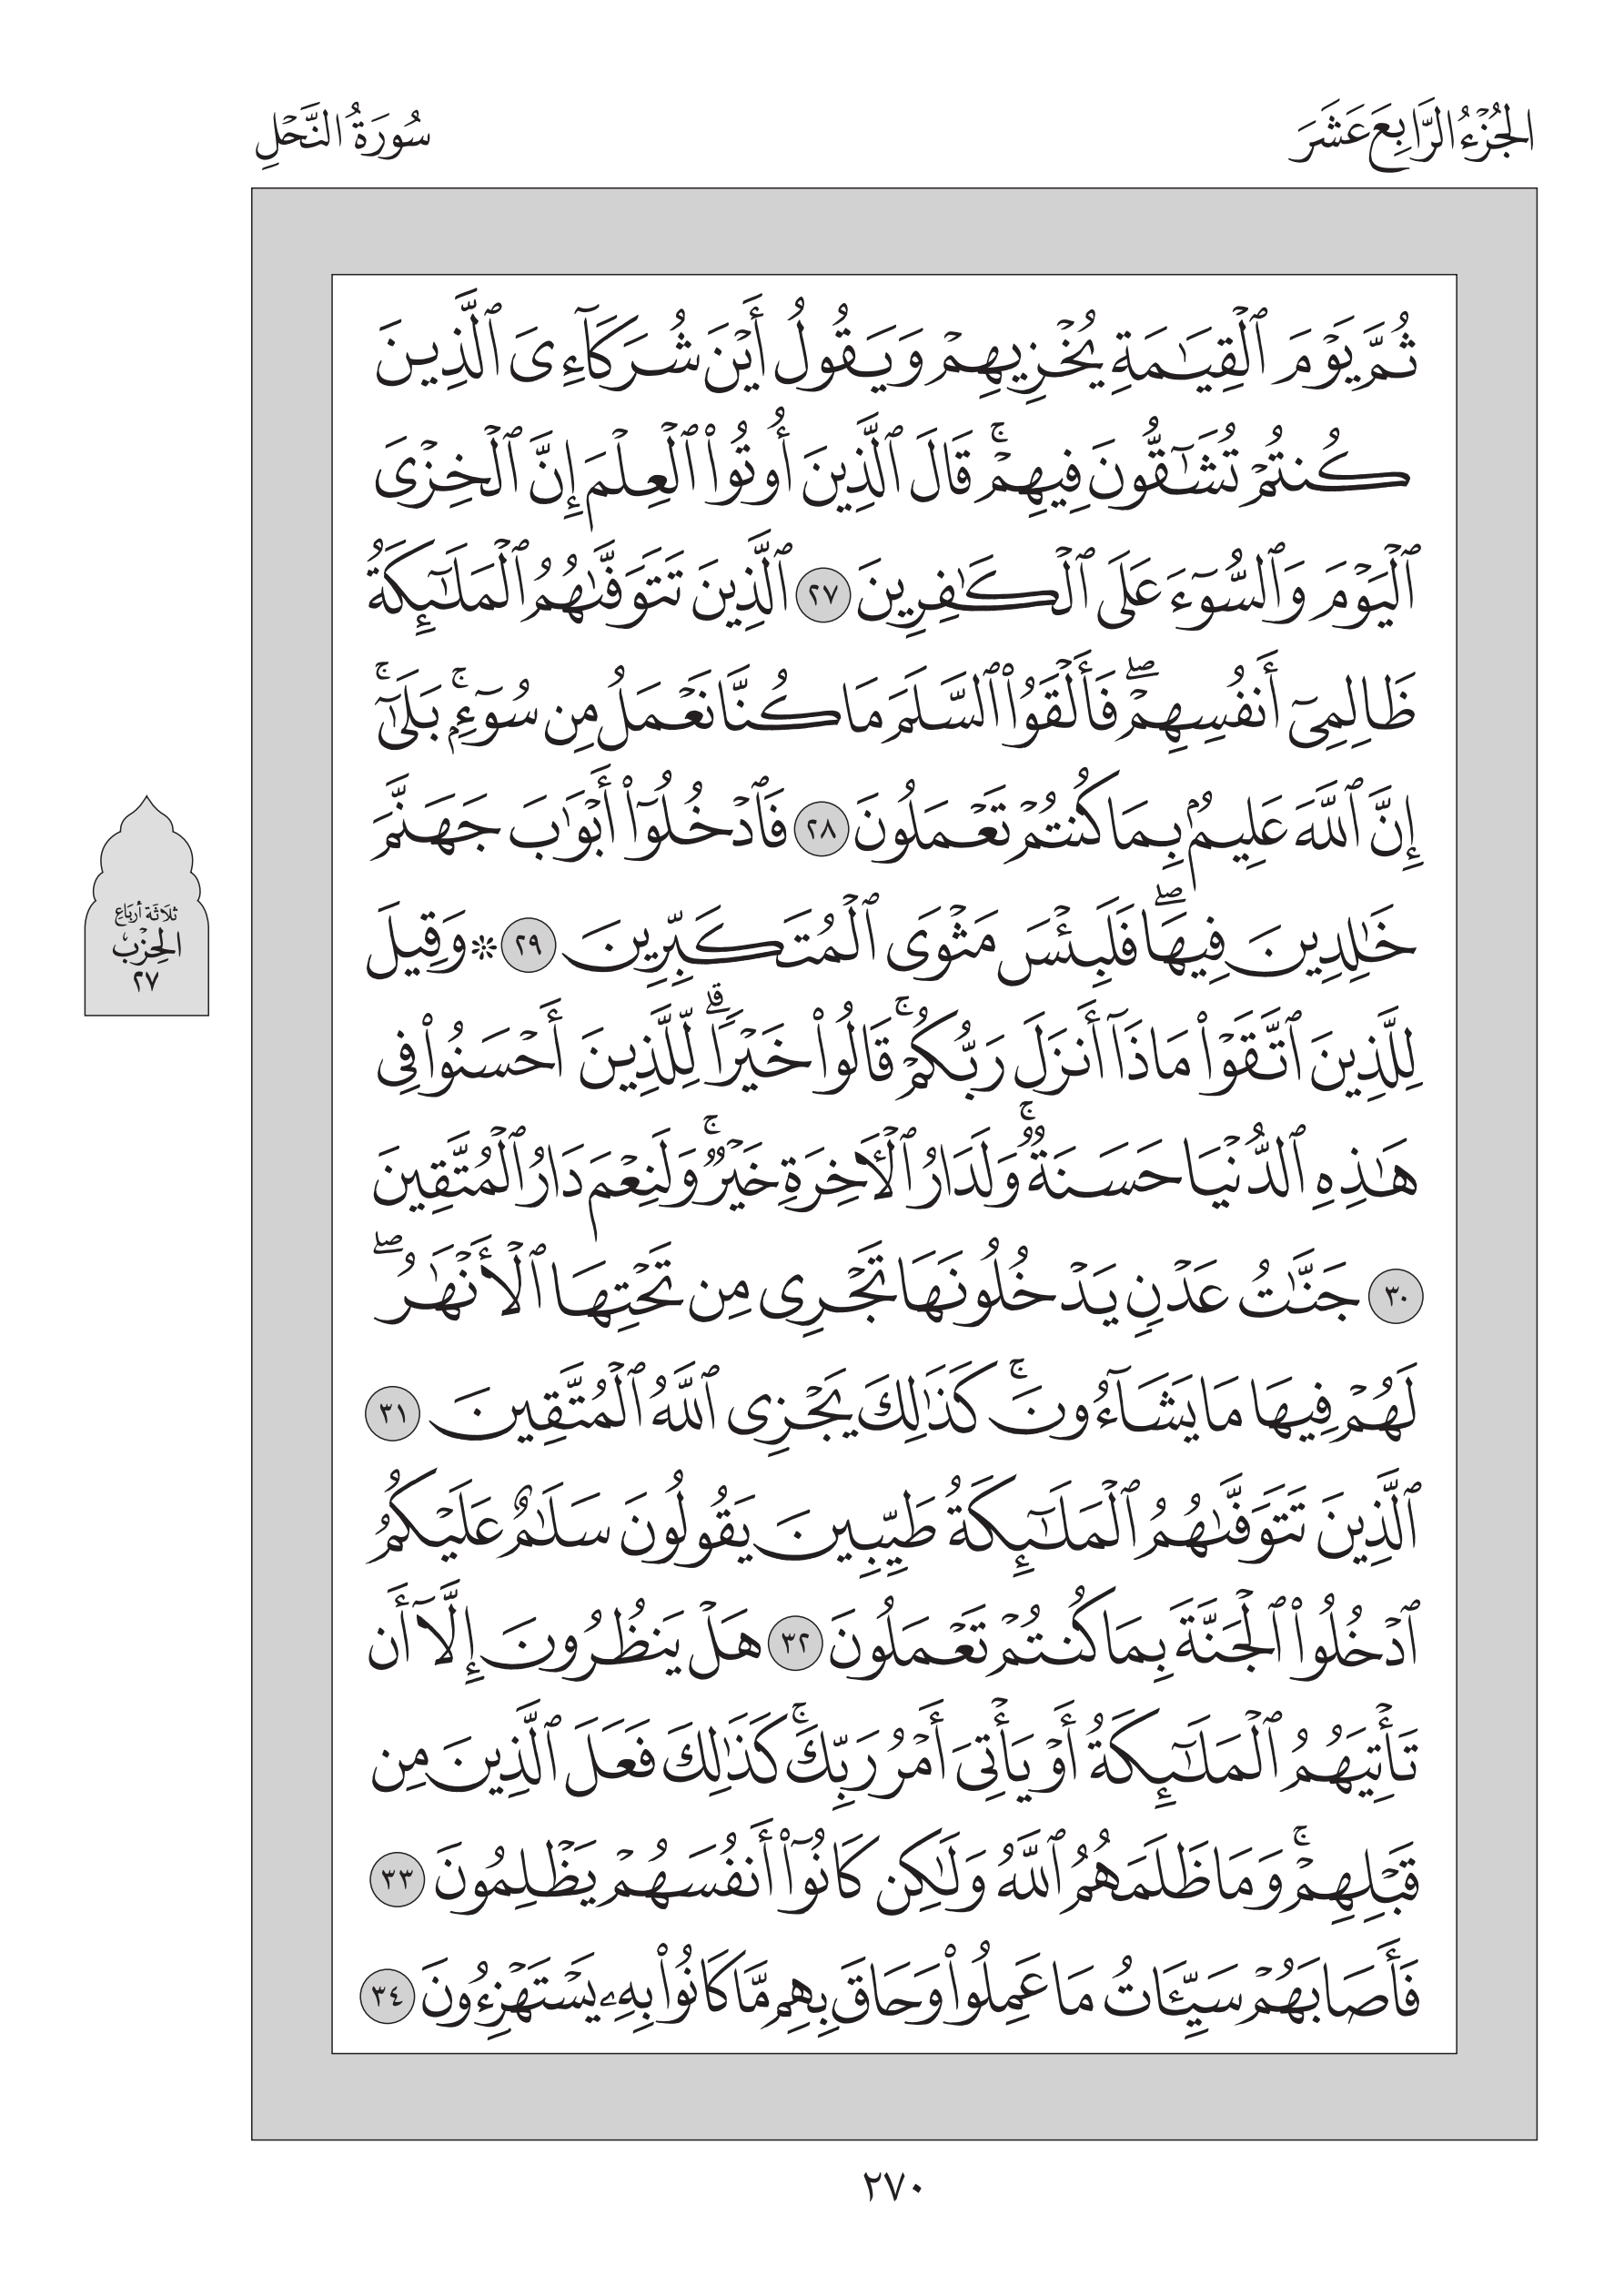 الجُزْءُ الرَّابِعَ عَشَرَ
سُورَةُ النَّحْلِ
ثُمَّ يَوْمَ ٱلْقِيَـٰمَةِ يُخْزِيهِمْ وَيَقُولُ أَيْنَ شُرَكَآءِىَ ٱلَّذِينَ
كُنتُمْ تُشَـٰٓقُّونَ فِيهِمْ ۚ قَالَ ٱلَّذِينَ أُوتُوا۟ ٱلْعِلْمَ إِنَّ ٱلْخِزْىَ
ٱلْيَوْمَ وَٱلسُّوٓءَ عَلَى ٱلْكَـٰفِرِينَ ٢٧ ٱلَّذِينَ تَتَوَفَّىٰهُمُ ٱلْمَلَـٰٓئِكَةُ
ظَالِمِىٓ أَنفُسِهِمْ ۖ فَأَلْقَوُا۟ ٱلسَّلَمَ مَا كُنَّا نَعْمَلُ مِن سُوٓءٍۭ ۚ بَلَىٰٓ ۚ
إِنَّ ٱللَّهَ عَلِيمٌۢ بِمَا كُنتُمْ تَعْمَلُونَ ٢٨ فَٱدْخُلُوٓا۟ أَبْوَٰبَ جَهَنَّمَ
خَـٰلِدِينَ فِيهَا ۖ فَلَبِئْسَ مَثْوَى ٱلْمُتَكَبِّرِينَ ٢٩ ۞ وَقِيلَ
لِلَّذِينَ ٱتَّقَوْا۟ مَاذَآ أَنزَلَ رَبُّكُمْ ۚ قَالُوا۟ خَيْرًا ۗ لِّلَّذِينَ أَحْسَنُوا۟ فِى
هَـٰذِهِ ٱلدُّنْيَا حَسَنَةٌ ۚ وَلَدَارُ ٱلْـَٔاخِرَةِ خَيْرٌ ۚ وَلَنِعْمَ دَارُ ٱلْمُتَّقِينَ
٣٠ جَنَّـٰتُ عَدْنٍ يَدْخُلُونَهَا تَجْرِى مِن تَحْتِهَا ٱلْأَنْهَـٰرُ ۖ
لَهُمْ فِيهَا مَا يَشَآءُونَ ۚ كَذَٰلِكَ يَجْزِى ٱللَّهُ ٱلْمُتَّقِينَ ٣١
ٱلَّذِينَ تَتَوَفَّىٰهُمُ ٱلْمَلَـٰٓئِكَةُ طَيِّبِينَ يَقُولُونَ سَلَـٰمٌ عَلَيْكُمُ
ٱدْخُلُوا۟ ٱلْجَنَّةَ بِمَا كُنتُمْ تَعْمَلُونَ ٣٢ هَلْ يَنظُرُونَ إِلَّآ أَن
تَأْتِيَهُمُ ٱلْمَلَـٰٓئِكَةُ أَوْ يَأْتِىَ أَمْرُ رَبِّكَ ۚ كَذَٰلِكَ فَعَلَ ٱلَّذِينَ مِن
قَبْلِهِمْ ۚ وَمَا ظَلَمَهُمُ ٱللَّهُ وَلَـٰكِن كَانُوٓا۟ أَنفُسَهُمْ يَظْلِمُونَ ٣٣
فَأَصَابَهُمْ سَيِّـَٔاتُ مَا عَمِلُوا۟ وَحَاقَ بِهِم مَّا كَانُوا۟ بِهِۦ يَسْتَهْزِءُونَ ٣٤
ثَلَاثَة أَرْبَاعِ
الحِزْبُ
٢٧
٢٧٠